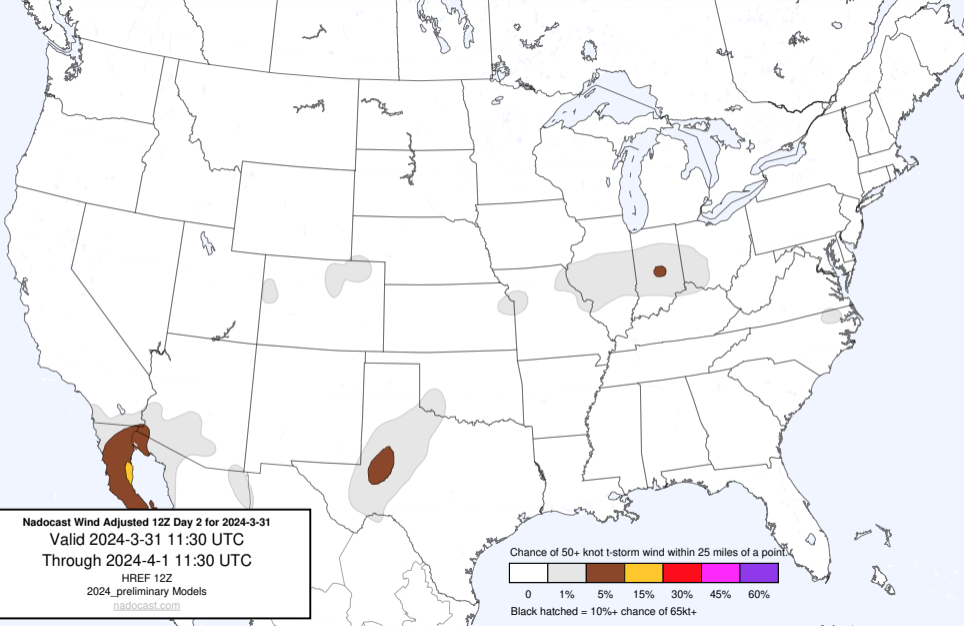 Nadocast Wind Adjusted 12Z Day 2 for 2024-3-31
Valid 2024-3-31 11:30 UTC
Through 2024-4-1 11:30 UTC
HREF 12Z
2024_preliminary Models
nadocast.com
Chance of 50+ knot t-storm wind within 25 miles of a point.
0 1% 5% 15% 30% 45% 60%
Black hatched = 10%+ chance of 65kt+